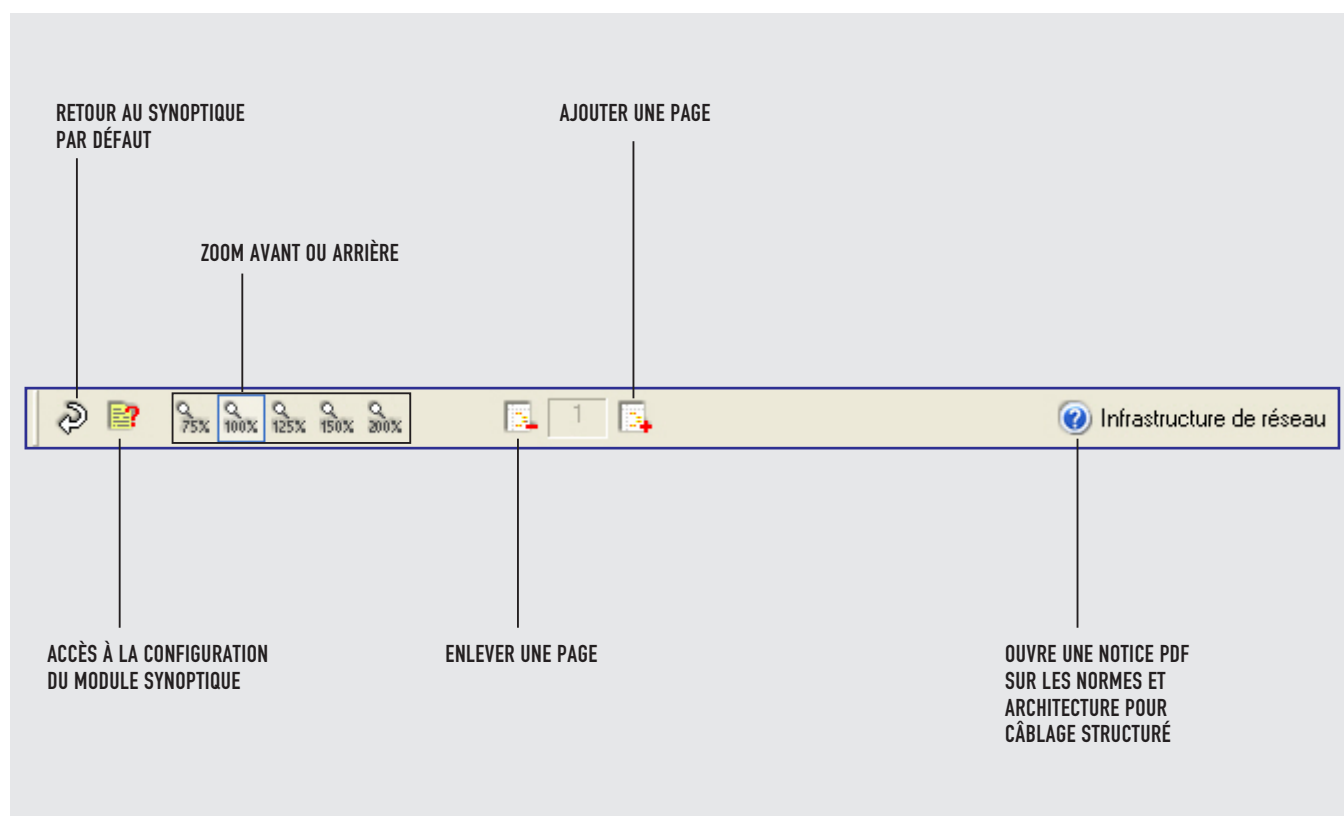 RETOUR AU SYNOPTIQUE
PAR DÉFAUT
AJOUTER UNE PAGE
ZOOM AVANT OU ARRIÈRE
75% 100% 125% 150% 200%
1
Infrastructure de réseau
ACCÈS À LA CONFIGURATION
DU MODULE SYNOPTIQUE
ENLEVER UNE PAGE
OUVRE UNE NOTICE PDF
SUR LES NORMES ET
ARCHITECTURE POUR
CÂBLAGE STRUCTURÉ